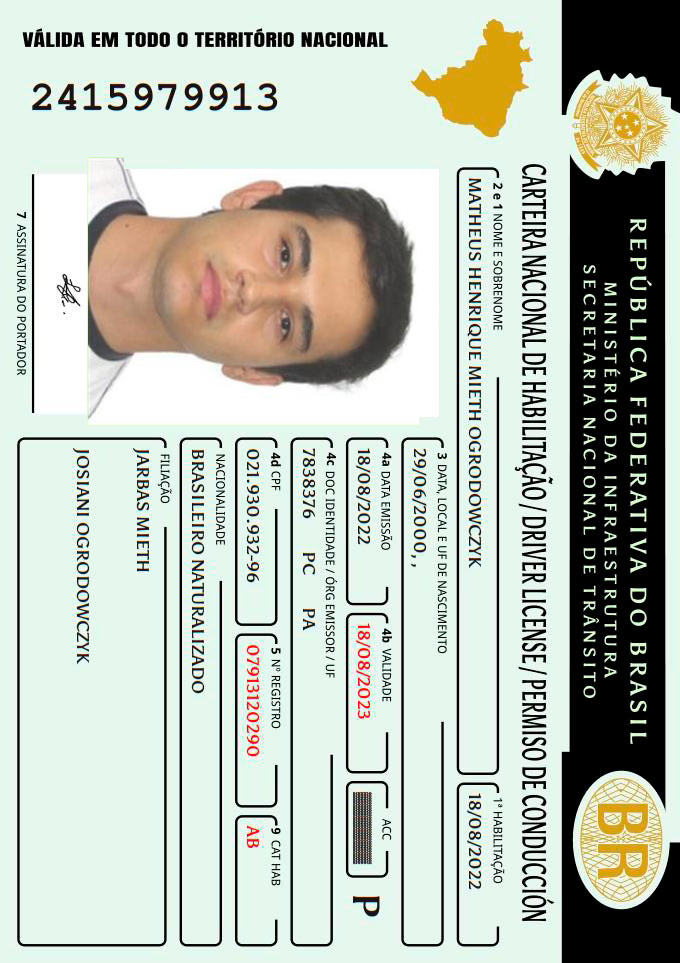 REPÚBLICA FEDERATIVA DO BRASIL
MINISTÉRIO DA INFRAESTRUTURA
SECRETARIA NACIONAL DE TRÂNSITO
BR
CARTEIRA NACIONAL DE HABILITAÇÃO / DRIVER LICENSE / PERMISO DE CONDUCCIÓN
2 e 1 NOME E SOBRENOME
MATHEUS HENRIQUE MIETH OGRODOWCZYK
1ª HABILITAÇÃO
18/08/2022
3 DATA, LOCAL E UF DE NASCIMENTO
29/06/2000, ,
4a DATA EMISSÃO
18/08/2022
4b VALIDADE
18/08/2023
ACC
P
4c DOC IDENTIDADE / ÓRG EMISSOR / UF
7838376 PC PA
4d CPF
021.930.932-96
5 Nº REGISTRO
07913120290
9 CAT HAB
AB
NACIONALIDADE
BRASILEIRO NATURALIZADO
FILIAÇÃO
JARBAS MIETH
JOSIANI OGRODOWCZYK
7 ASSINATURA DO PORTADOR
VÁLIDA EM TODO O TERRITÓRIO NACIONAL
2415979913